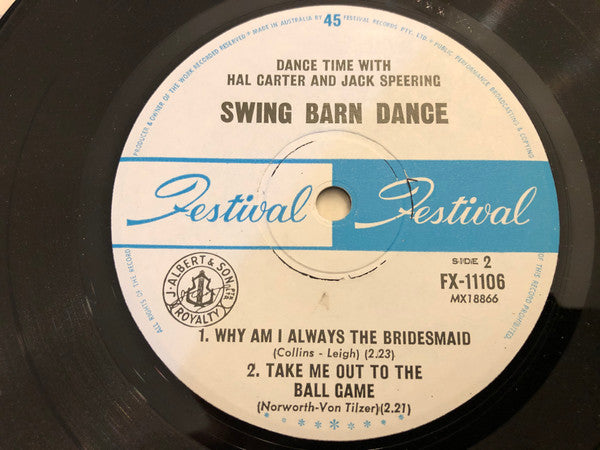 45
PRODUCER & OWNER OF THE WORK RECORDED RESERVED • MADE IN AUSTRALIA BY FESTIVAL RECORDS PTY. LTD • PUBLIC PERFORMANCE BROADCASTING & COPYING OF THIS RECORD PROHIBITED.
ALL RIGHTS OF THE RECORD
DANCE TIME WITH
HAL CARTER AND JACK SPEERING
SWING BARN DANCE
Festival Festival
J. ALBERT & SON PTY. LTD.
ROYALTY
SIDE 2
FX-11106
MX18866
1. WHY AM I ALWAYS THE BRIDESMAID
(Collins - Leigh) (2.23)
2. TAKE ME OUT TO THE
BALL GAME
(Norworth-Von Tilzer)(2.21)